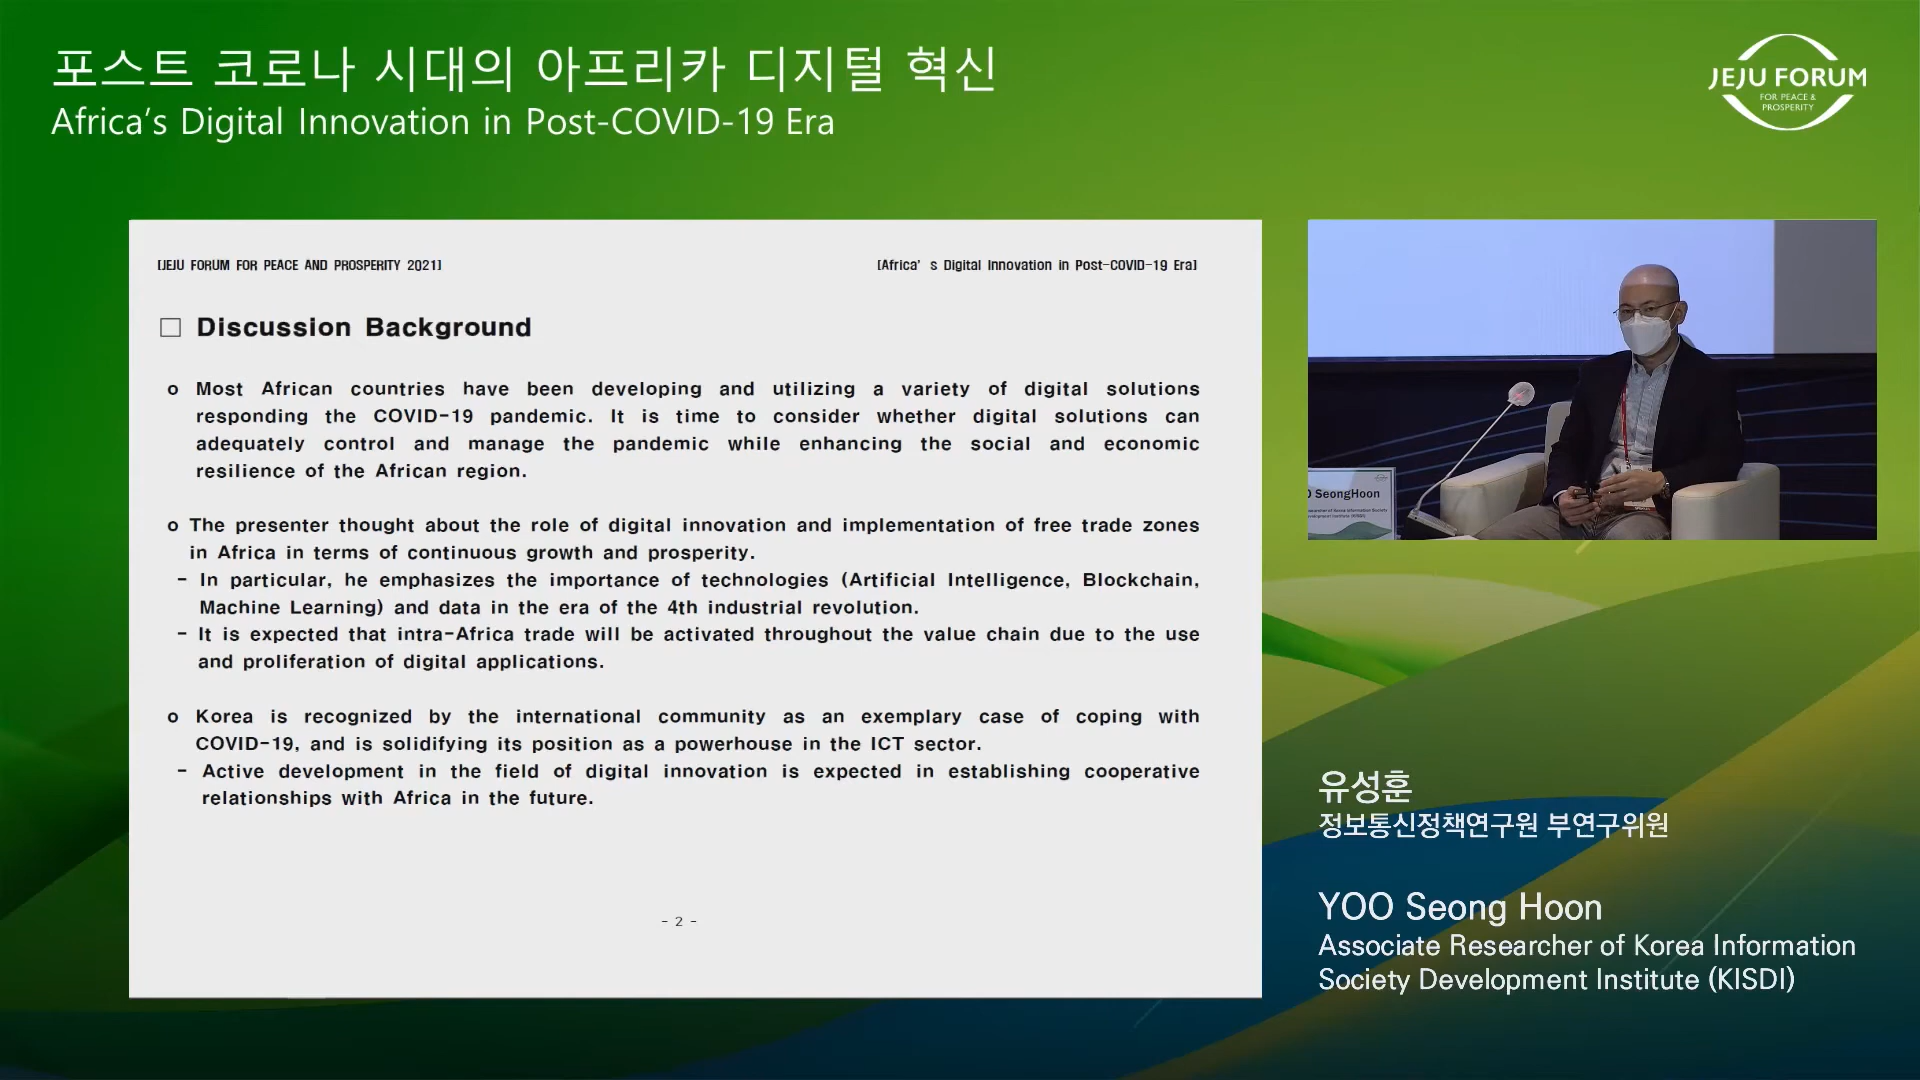 포스트 코로나 시대의 아프리카 디지털 혁신
Africa's Digital Innovation in Post-COVID-19 Era
JEJU FORUM
FOR PEACE &
PROSPERITY
[JEJU FORUM FOR PEACE AND PROSPERITY 2021]
[Africa' s Digital Innovation in Post-COVID-19 Era]
□ Discussion Background
o Most African countries have been developing and utilizing a variety of digital solutions
responding the COVID-19 pandemic. It is time to consider whether digital solutions can
adequately control and manage the pandemic while enhancing the social and economic
resilience of the African region.
o The presenter thought about the role of digital innovation and implementation of free trade zones
in Africa in terms of continuous growth and prosperity.
- In particular, he emphasizes the importance of technologies (Artificial Intelligence, Blockchain,
Machine Learning) and data in the era of the 4th industrial revolution.
- It is expected that intra-Africa trade will be activated throughout the value chain due to the use
and proliferation of digital applications.
o Korea is recognized by the international community as an exemplary case of coping with
COVID-19, and is solidifying its position as a powerhouse in the ICT sector.
- Active development in the field of digital innovation is expected in establishing cooperative
relationships with Africa in the future.
- 2 -
SeongHoon
유성훈
정보통신정책연구원 부연구위원
YOO Seong Hoon
Associate Researcher of Korea Information
Society Development Institute (KISDI)